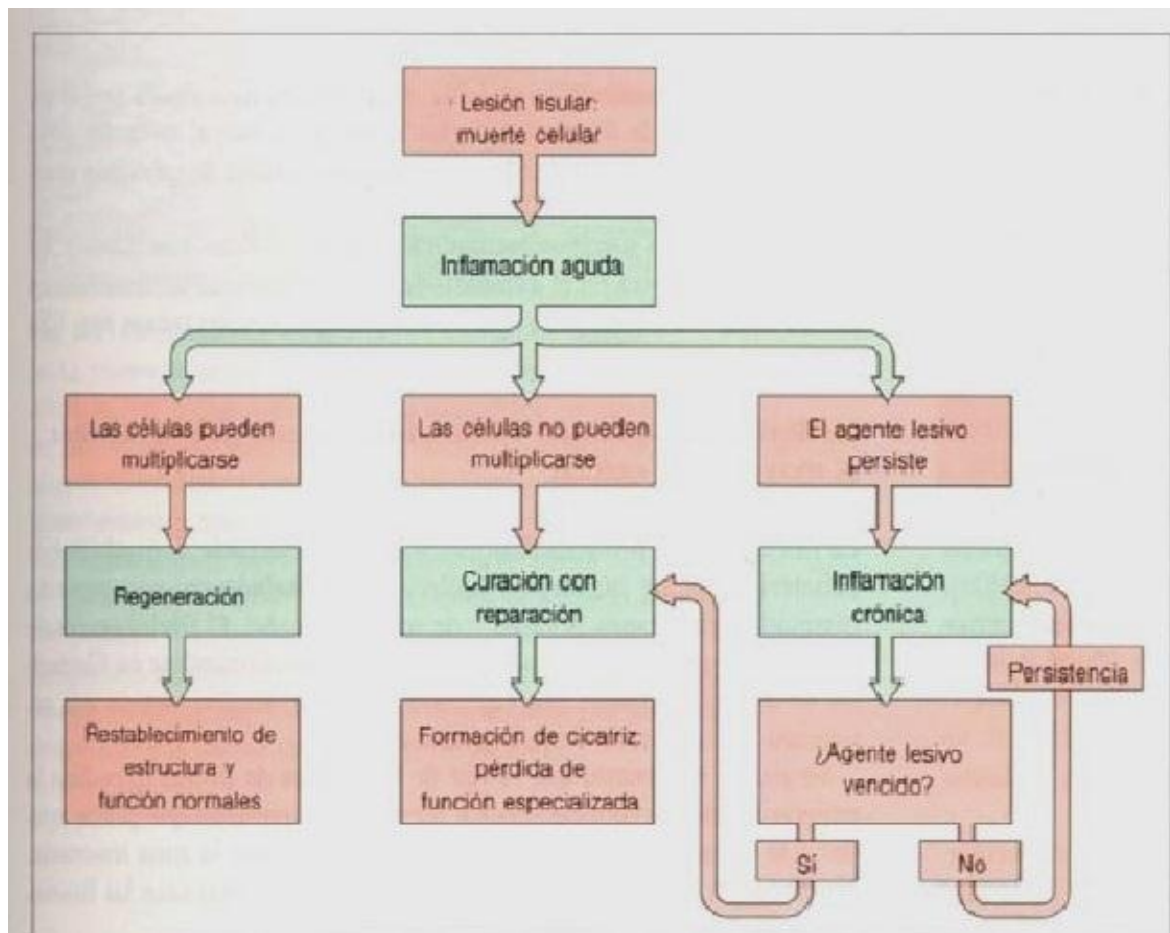 Lesión tisular:
muerte celular
Inflamación aguda
Las células pueden
multiplicarse
Las células no pueden
multiplicarse
El agente lesivo
persiste
Regeneración
Curación con
reparación
Inflamación
crónica
Persistencia
Restablecimiento de
estructura y
función normales
Formación de cicatriz:
pérdida de
función especializada
¿Agente lesivo
vencido?
Sí
No